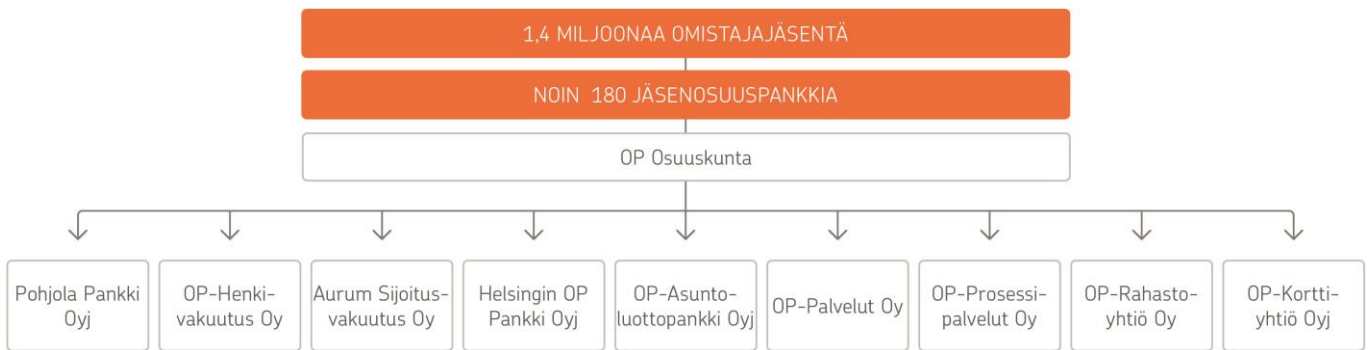 1,4 MILJOONAA OMISTAJAJÄSENTÄ
NOIN 180 JÄSENOSUUSPANKKIA
OP Osuuskunta
Pohjola Pankki
Oyj
OP-Henki-
vakuutus Oy
Aurum Sijoitus-
vakuutus Oy
Helsingin OP
Pankki Oyj
OP-Asunto-
luottopankki Oyj
OP-Palvelut Oy
OP-Prosessi-
palvelut Oy
OP-Rahasto-
yhtiö Oy
OP-Kortti-
yhtiö Oyj